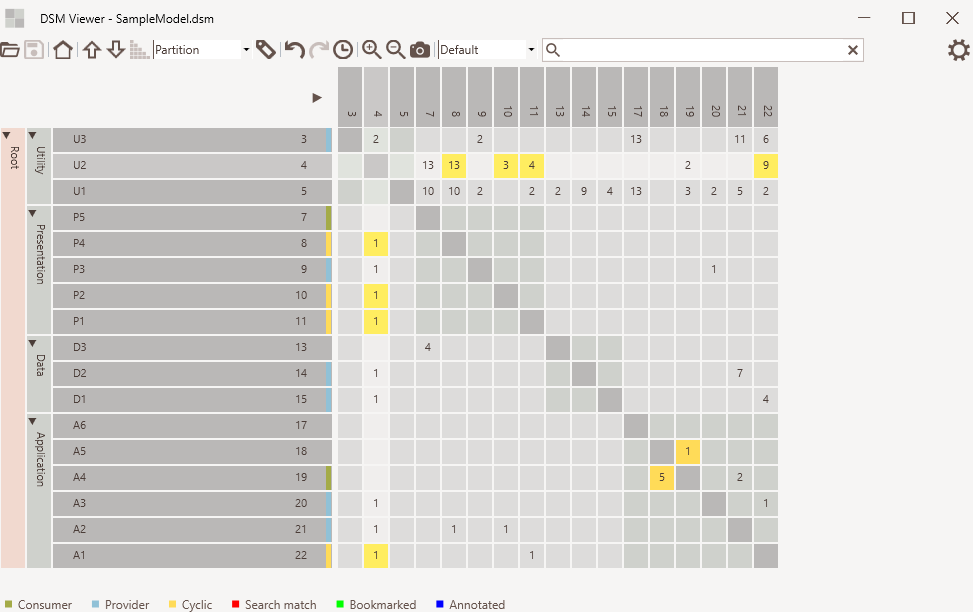 DSM Viewer - SampleModel.dsm
Partition Default
3 4 5 7 8 9 10 11 13 14 15 17 18 19 20 21 22
Root
Utility
U3 3 2 2 13 11 6
U2 4 13 13 3 4 2 9
U1 5 10 10 2 2 2 9 4 13 3 2 5 2
Presentation
P5 7
P4 8 1
P3 9 1 1
P2 10 1
P1 11 1
Data
D3 13 4
D2 14 1 7
D1 15 1 4
Application
A6 17
A5 18 1
A4 19 5 2
A3 20 1 1
A2 21 1 1 1
A1 22 1 1
Consumer Provider Cyclic Search match Bookmarked Annotated